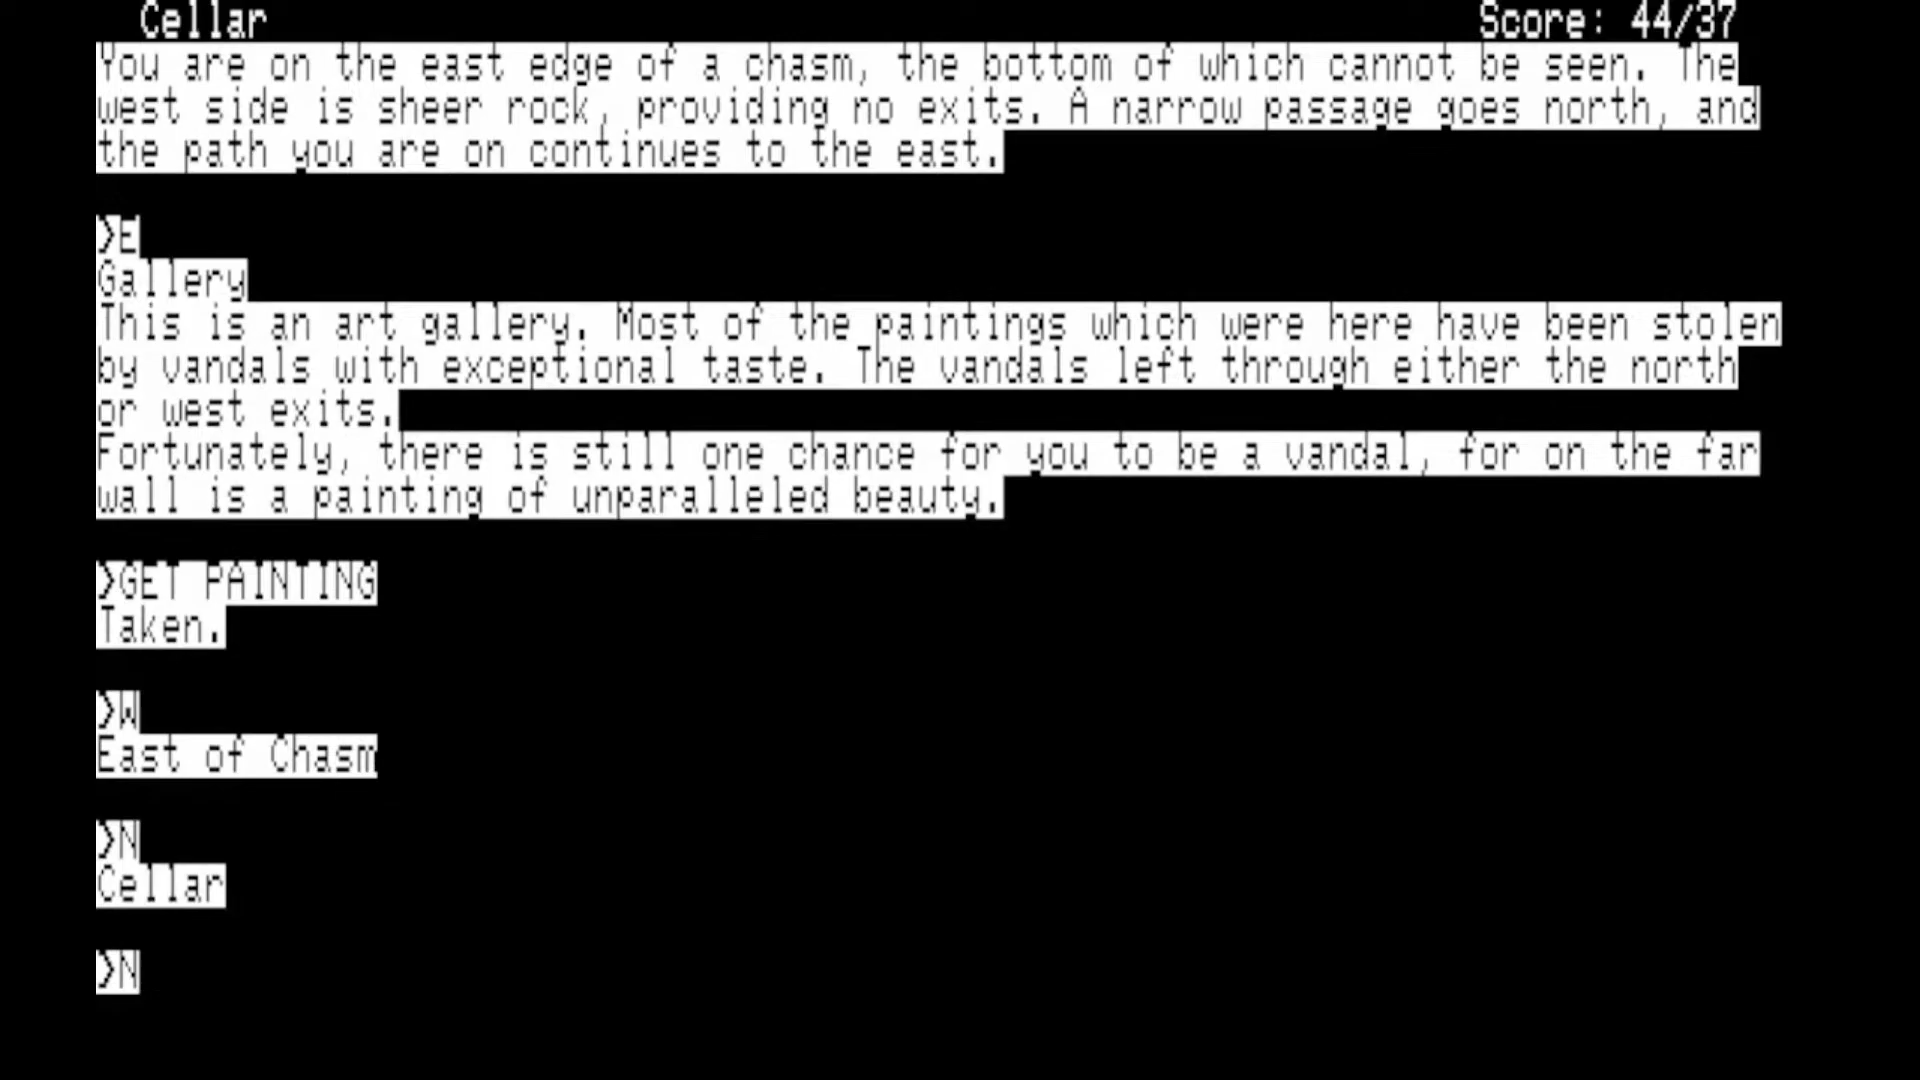 Cellar Score: 44/37
You are on the east edge of a chasm, the bottom of which cannot be seen. The
west side is sheer rock, providing no exits. A narrow passage goes north, and
the path you are on continues to the east.
>E
Gallery
This is an art gallery. Most of the paintings which were here have been stolen
by vandals with exceptional taste. The vandals left through either the north
or west exits.
Fortunately, there is still one chance for you to be a vandal, for on the far
wall is a painting of unparalleled beauty.
>GET PAINTING
Taken.
>W
East of Chasm
>N
Cellar
>N